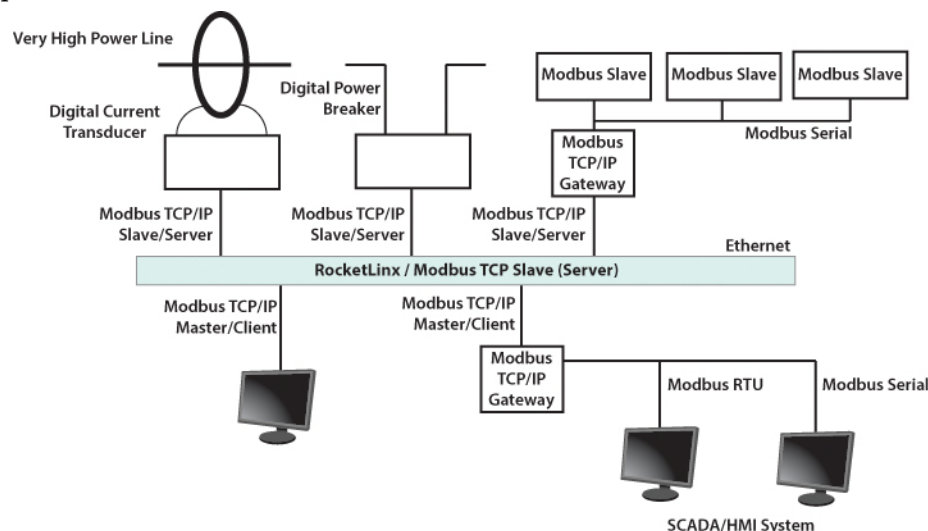 Very High Power Line
Digital Current
Transducer
Digital Power
Breaker
Modbus Slave
Modbus Slave
Modbus Slave
Modbus Serial
Modbus
TCP/IP
Gateway
Modbus TCP/IP
Slave/Server
Modbus TCP/IP
Slave/Server
Modbus TCP/IP
Slave/Server
Ethernet
RocketLinx / Modbus TCP Slave (Server)
Modbus TCP/IP
Master/Client
Modbus TCP/IP
Master/Client
Modbus
TCP/IP
Gateway
Modbus RTU
Modbus Serial
SCADA/HMI System